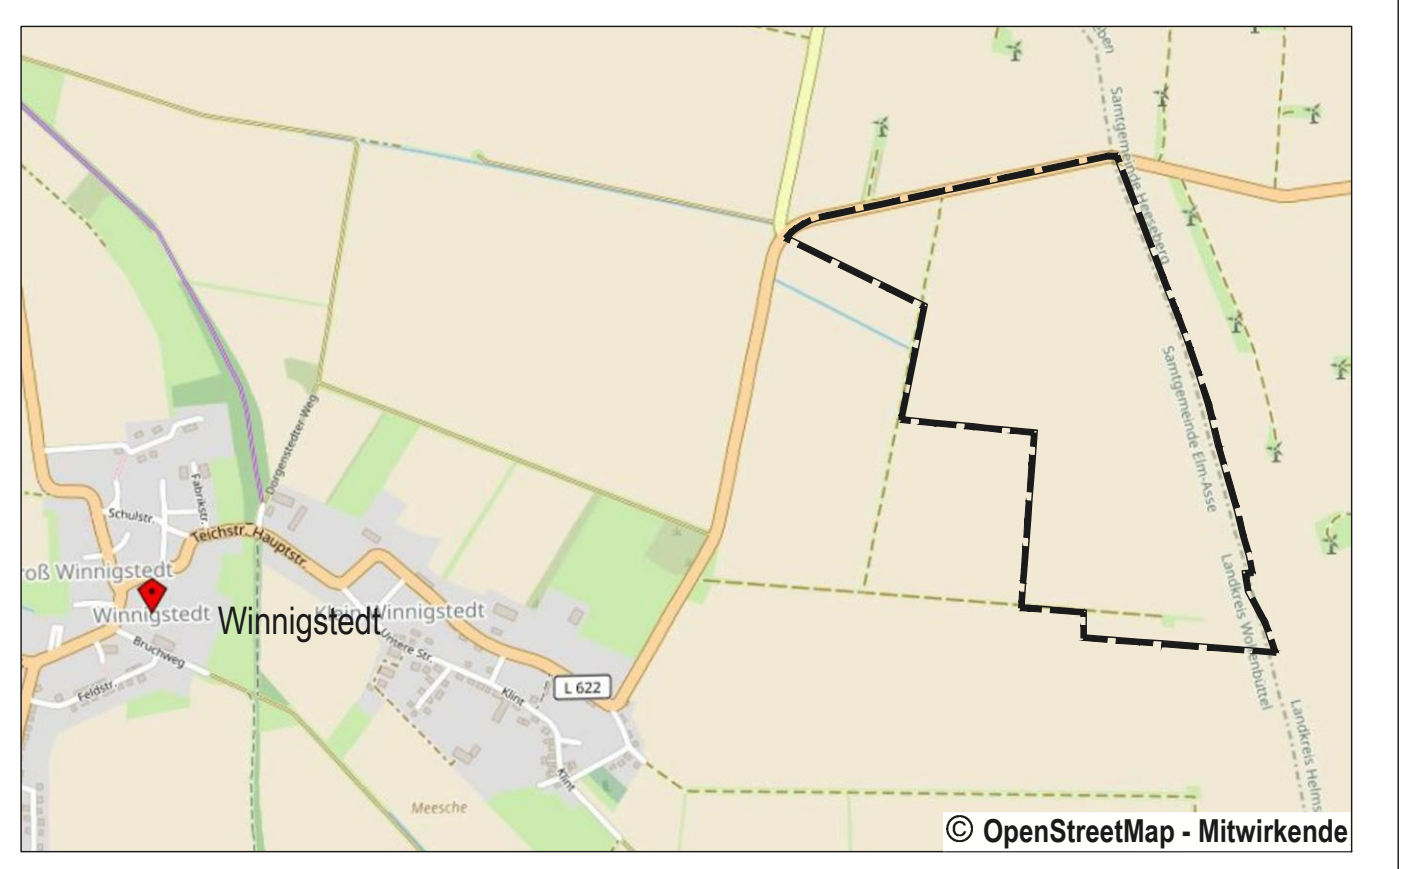 eben
Samtgemeinde Heeseberg
Samtgemeinde Elm-Asse
Dorgenstedter Weg
Fabrikstr.
Schulstr.
Teichstr.
Hauptstr.
roß Winnigstedt
Winnigstedt
Winnigstedt
Klein Winnigstedt
Untere Str.
Bruchweg
Feldstr.
L 622
Klint
Klint
Landkreis Wolfenbüttel
Landkreis Helms
Meesche
© OpenStreetMap - Mitwirkende